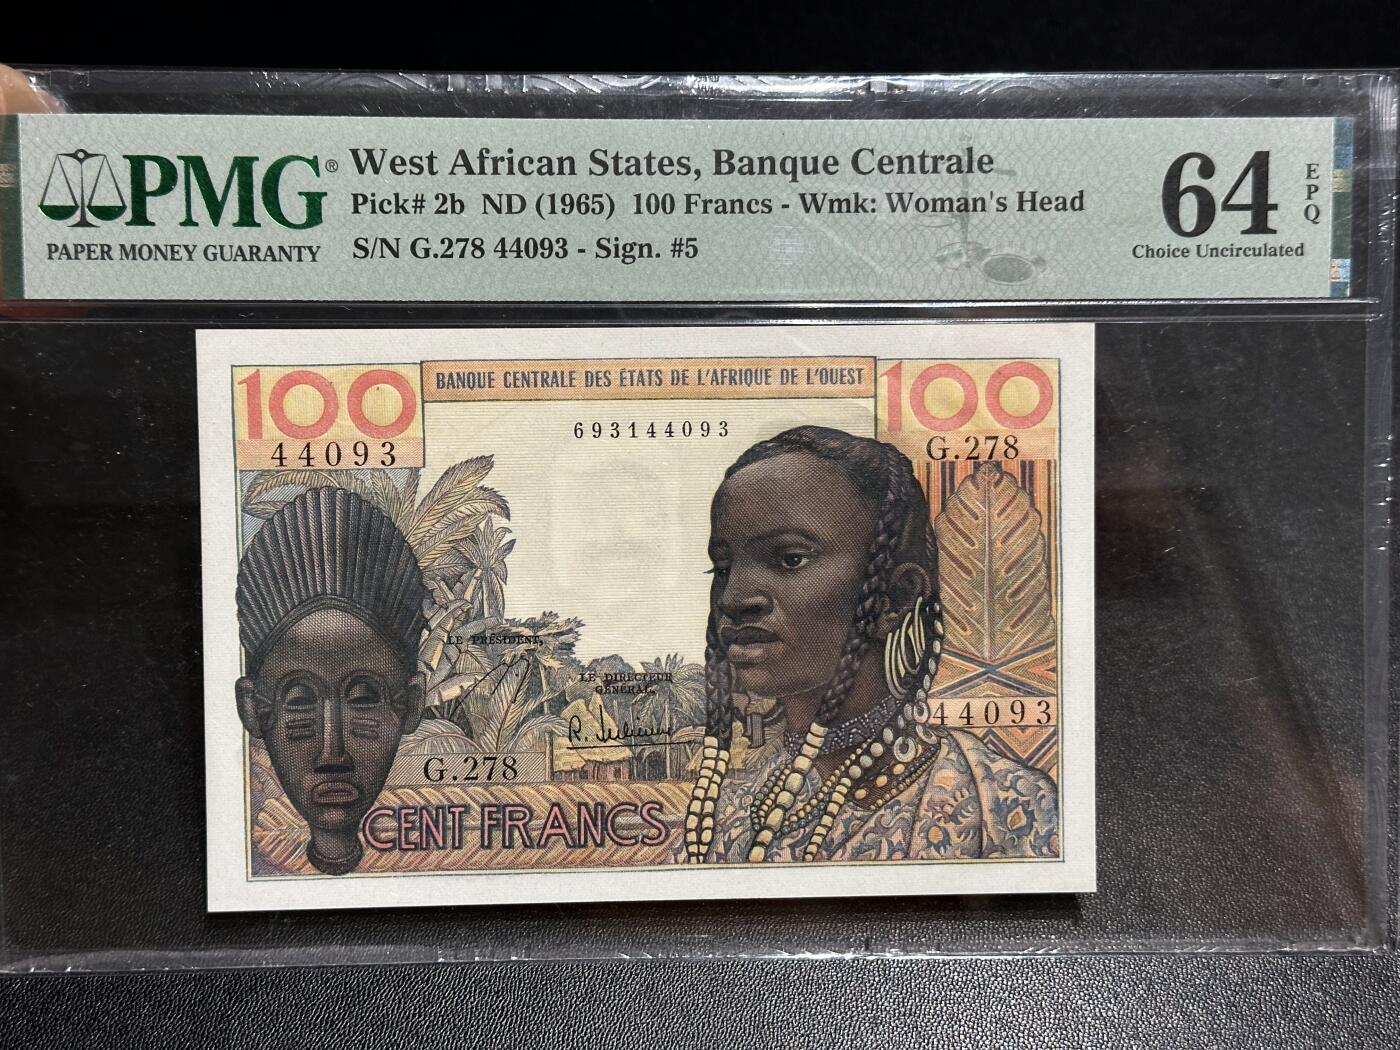 PMG®
PAPER MONEY GUARANTY
West African States, Banque Centrale
Pick# 2b ND (1965) 100 Francs - Wmk: Woman's Head
S/N G.278 44093 - Sign. #5
64
EPQ
Choice Uncirculated
100
BANQUE CENTRALE DES ÉTATS DE L'AFRIQUE DE L'OUEST
100
44093
693144093
G.278
LE PRÉSIDENT,
LE DIRECTEUR
GÉNÉRAL,
44093
G.278
CENT FRANCS